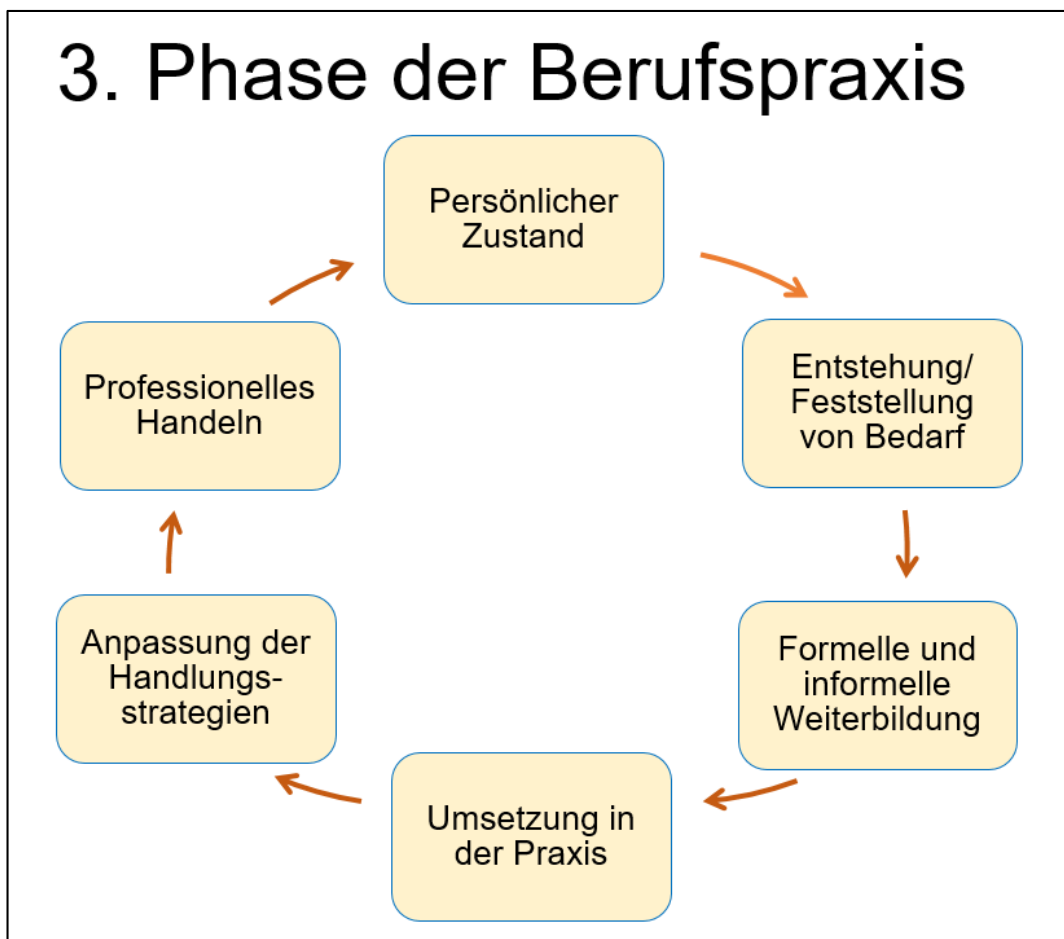 3. Phase der Berufspraxis
Persönlicher
Zustand
Entstehung/
Feststellung
von Bedarf
Formelle und
informelle
Weiterbildung
Umsetzung in
der Praxis
Anpassung der
Handlungs-
strategien
Professionelles
Handeln